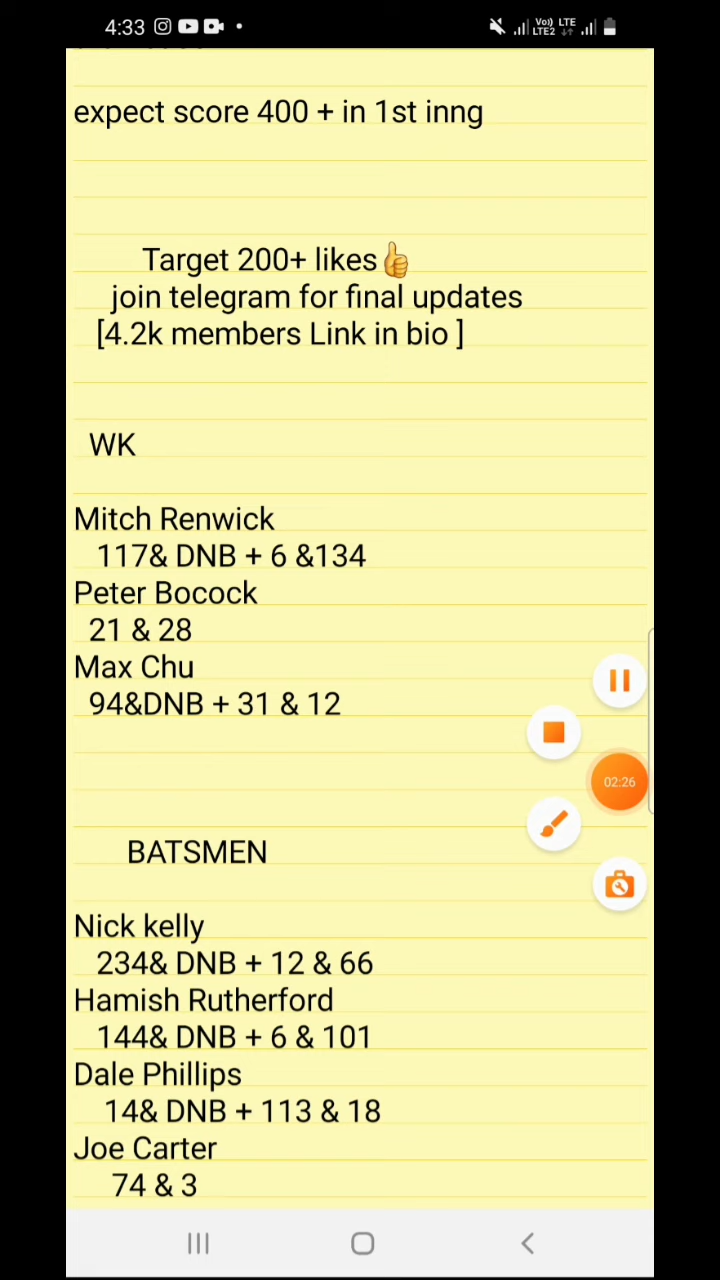 4:33
Vo)) LTE
LTE2
expect score 400 + in 1st inng
Target 200+ likes👍
join telegram for final updates
[4.2k members Link in bio ]
WK
Mitch Renwick
117& DNB + 6 &134
Peter Bocock
21 & 28
Max Chu
94&DNB + 31 & 12
02:26
BATSMEN
Nick kelly
234& DNB + 12 & 66
Hamish Rutherford
144& DNB + 6 & 101
Dale Phillips
14& DNB + 113 & 18
Joe Carter
74 & 3